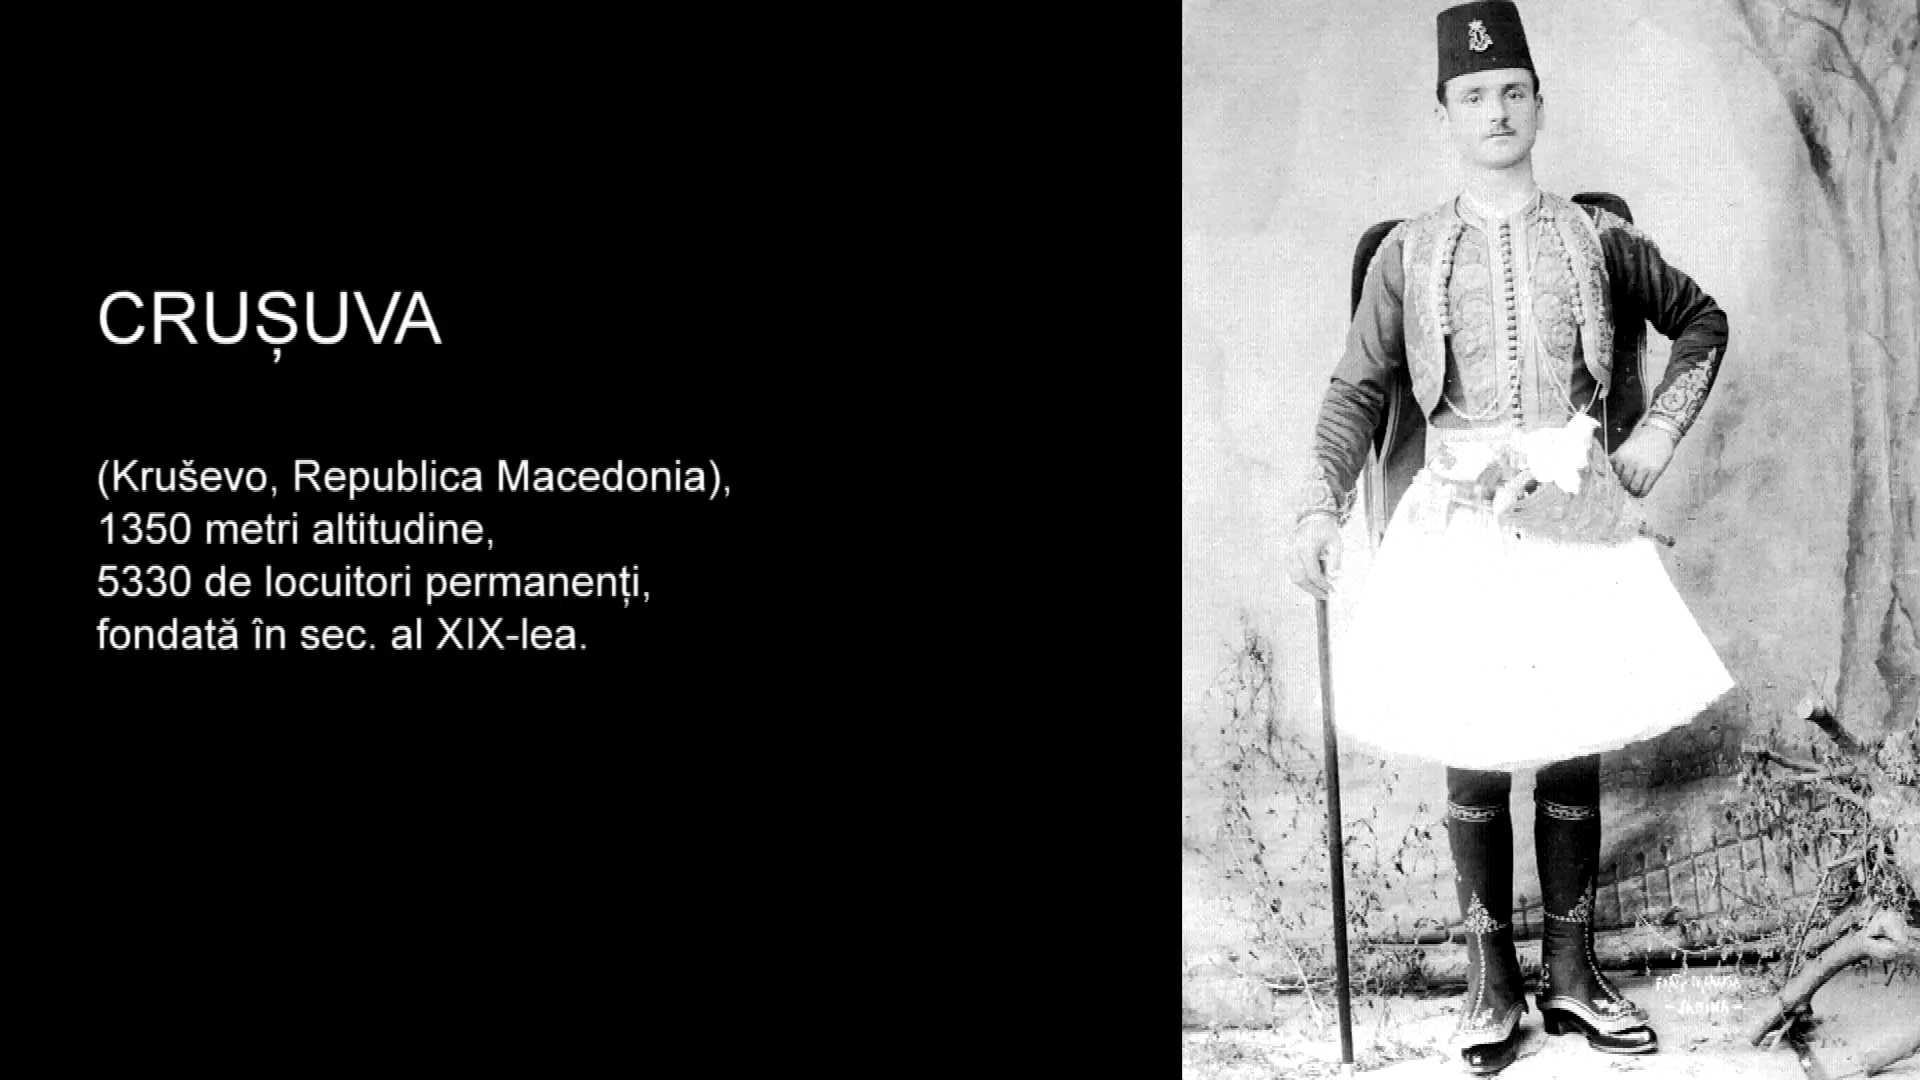 CRUȘUVA
(Kruševo, Republica Macedonia),
1350 metri altitudine,
5330 de locuitori permanenți,
fondată în sec. al XIX-lea.